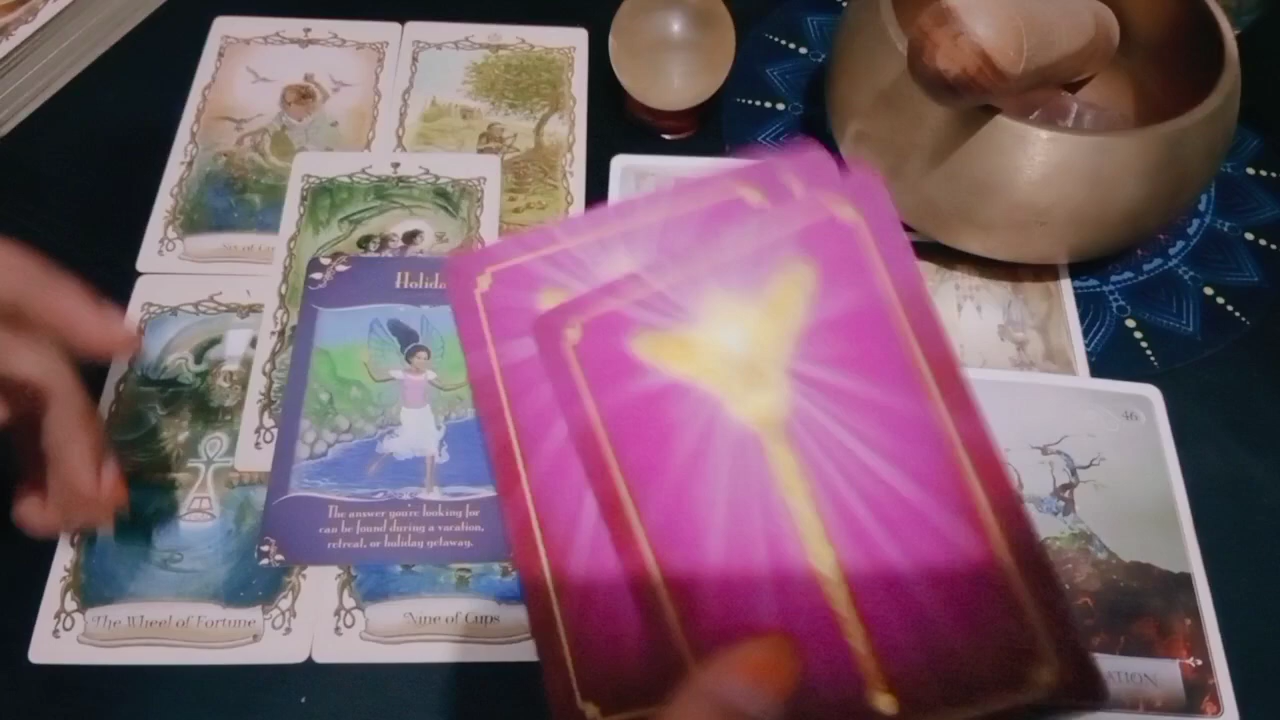 Six of
Holida
The answer you're looking for
can be found during a vacation,
retreat, or holiday getaway.
The Wheel of Fortune
Nine of Cups
46
ATION